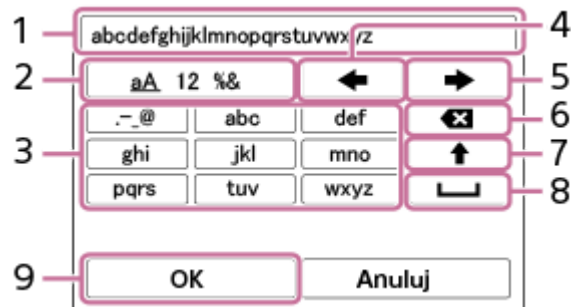 1
abcdefghijklmnopqrstuvwxyz
4
2
aA 12 %&
5
.-_@ abc def
6
3
ghi jkl mno
7
pqrs tuv wxyz
8
9
OK Anuluj